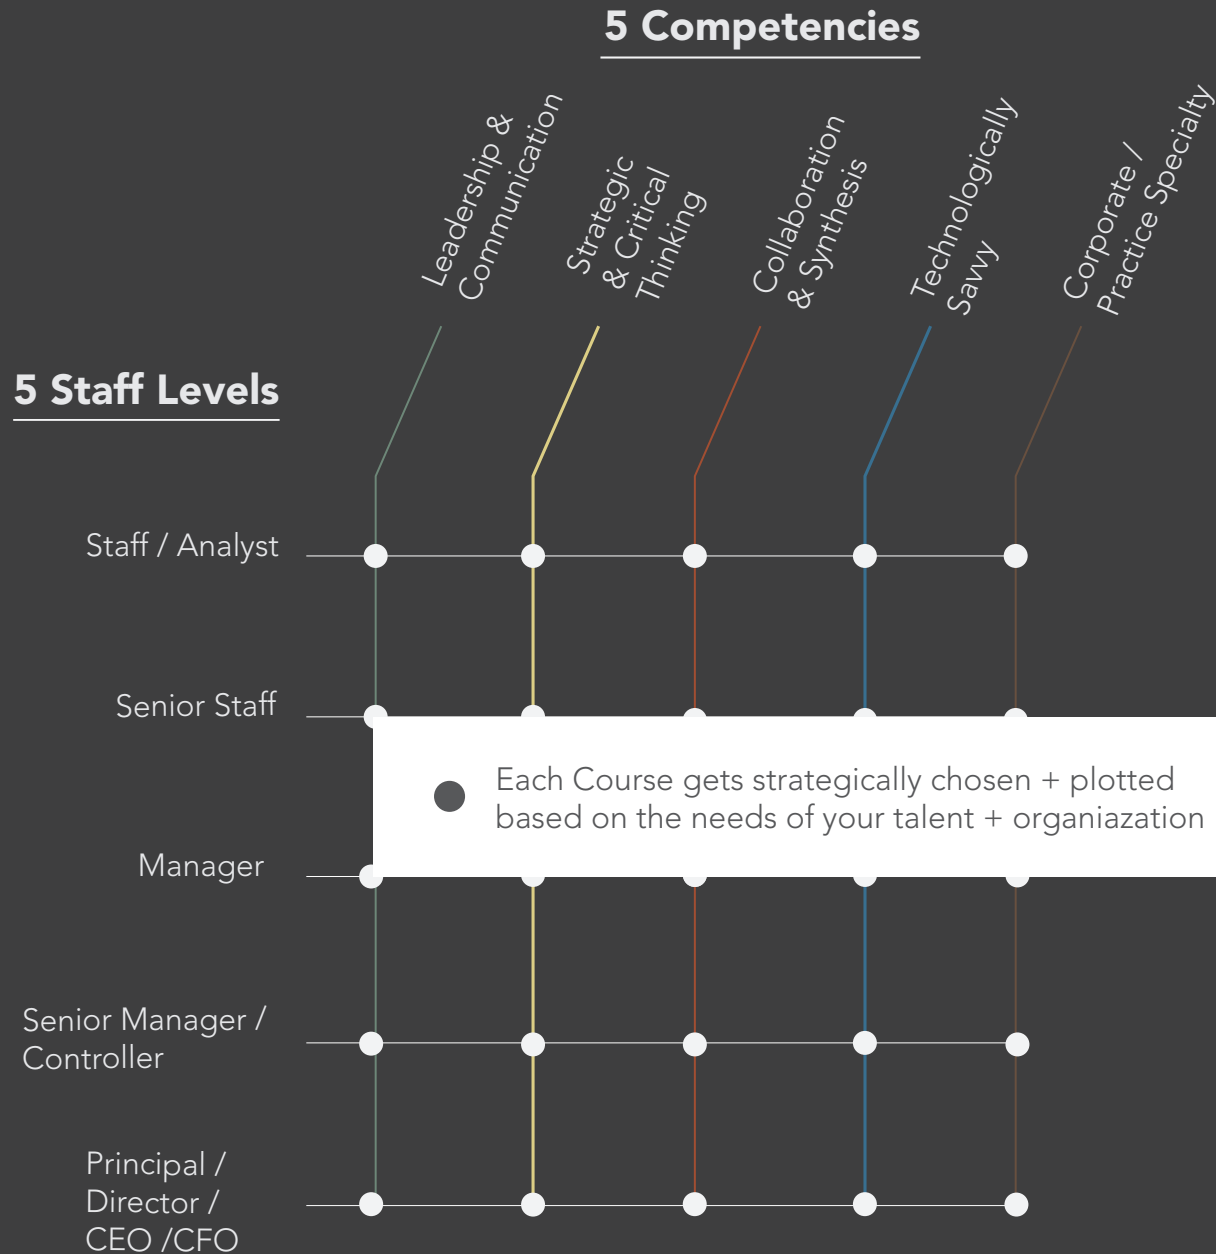 5 Competencies
Leadership &
Communication
Strategic
& Critical
Thinking
Collaboration
& Synthesis
Technologically
Savvy
Corporate /
Practice Specialty
5 Staff Levels
Staff / Analyst
Senior Staff
Each Course gets strategically chosen + plotted
based on the needs of your talent + organiazation
Manager
Senior Manager /
Controller
Principal /
Director /
CEO /CFO